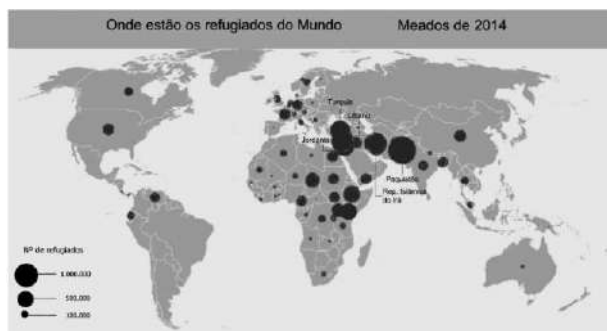 Onde estão os refugiados do Mundo Meados de 2014
Turquia
Líbano
Jordânia
Paquistão
Rep. Islâmica
do Irã
Nº de refugiados
1.000.000
500.000
100.000